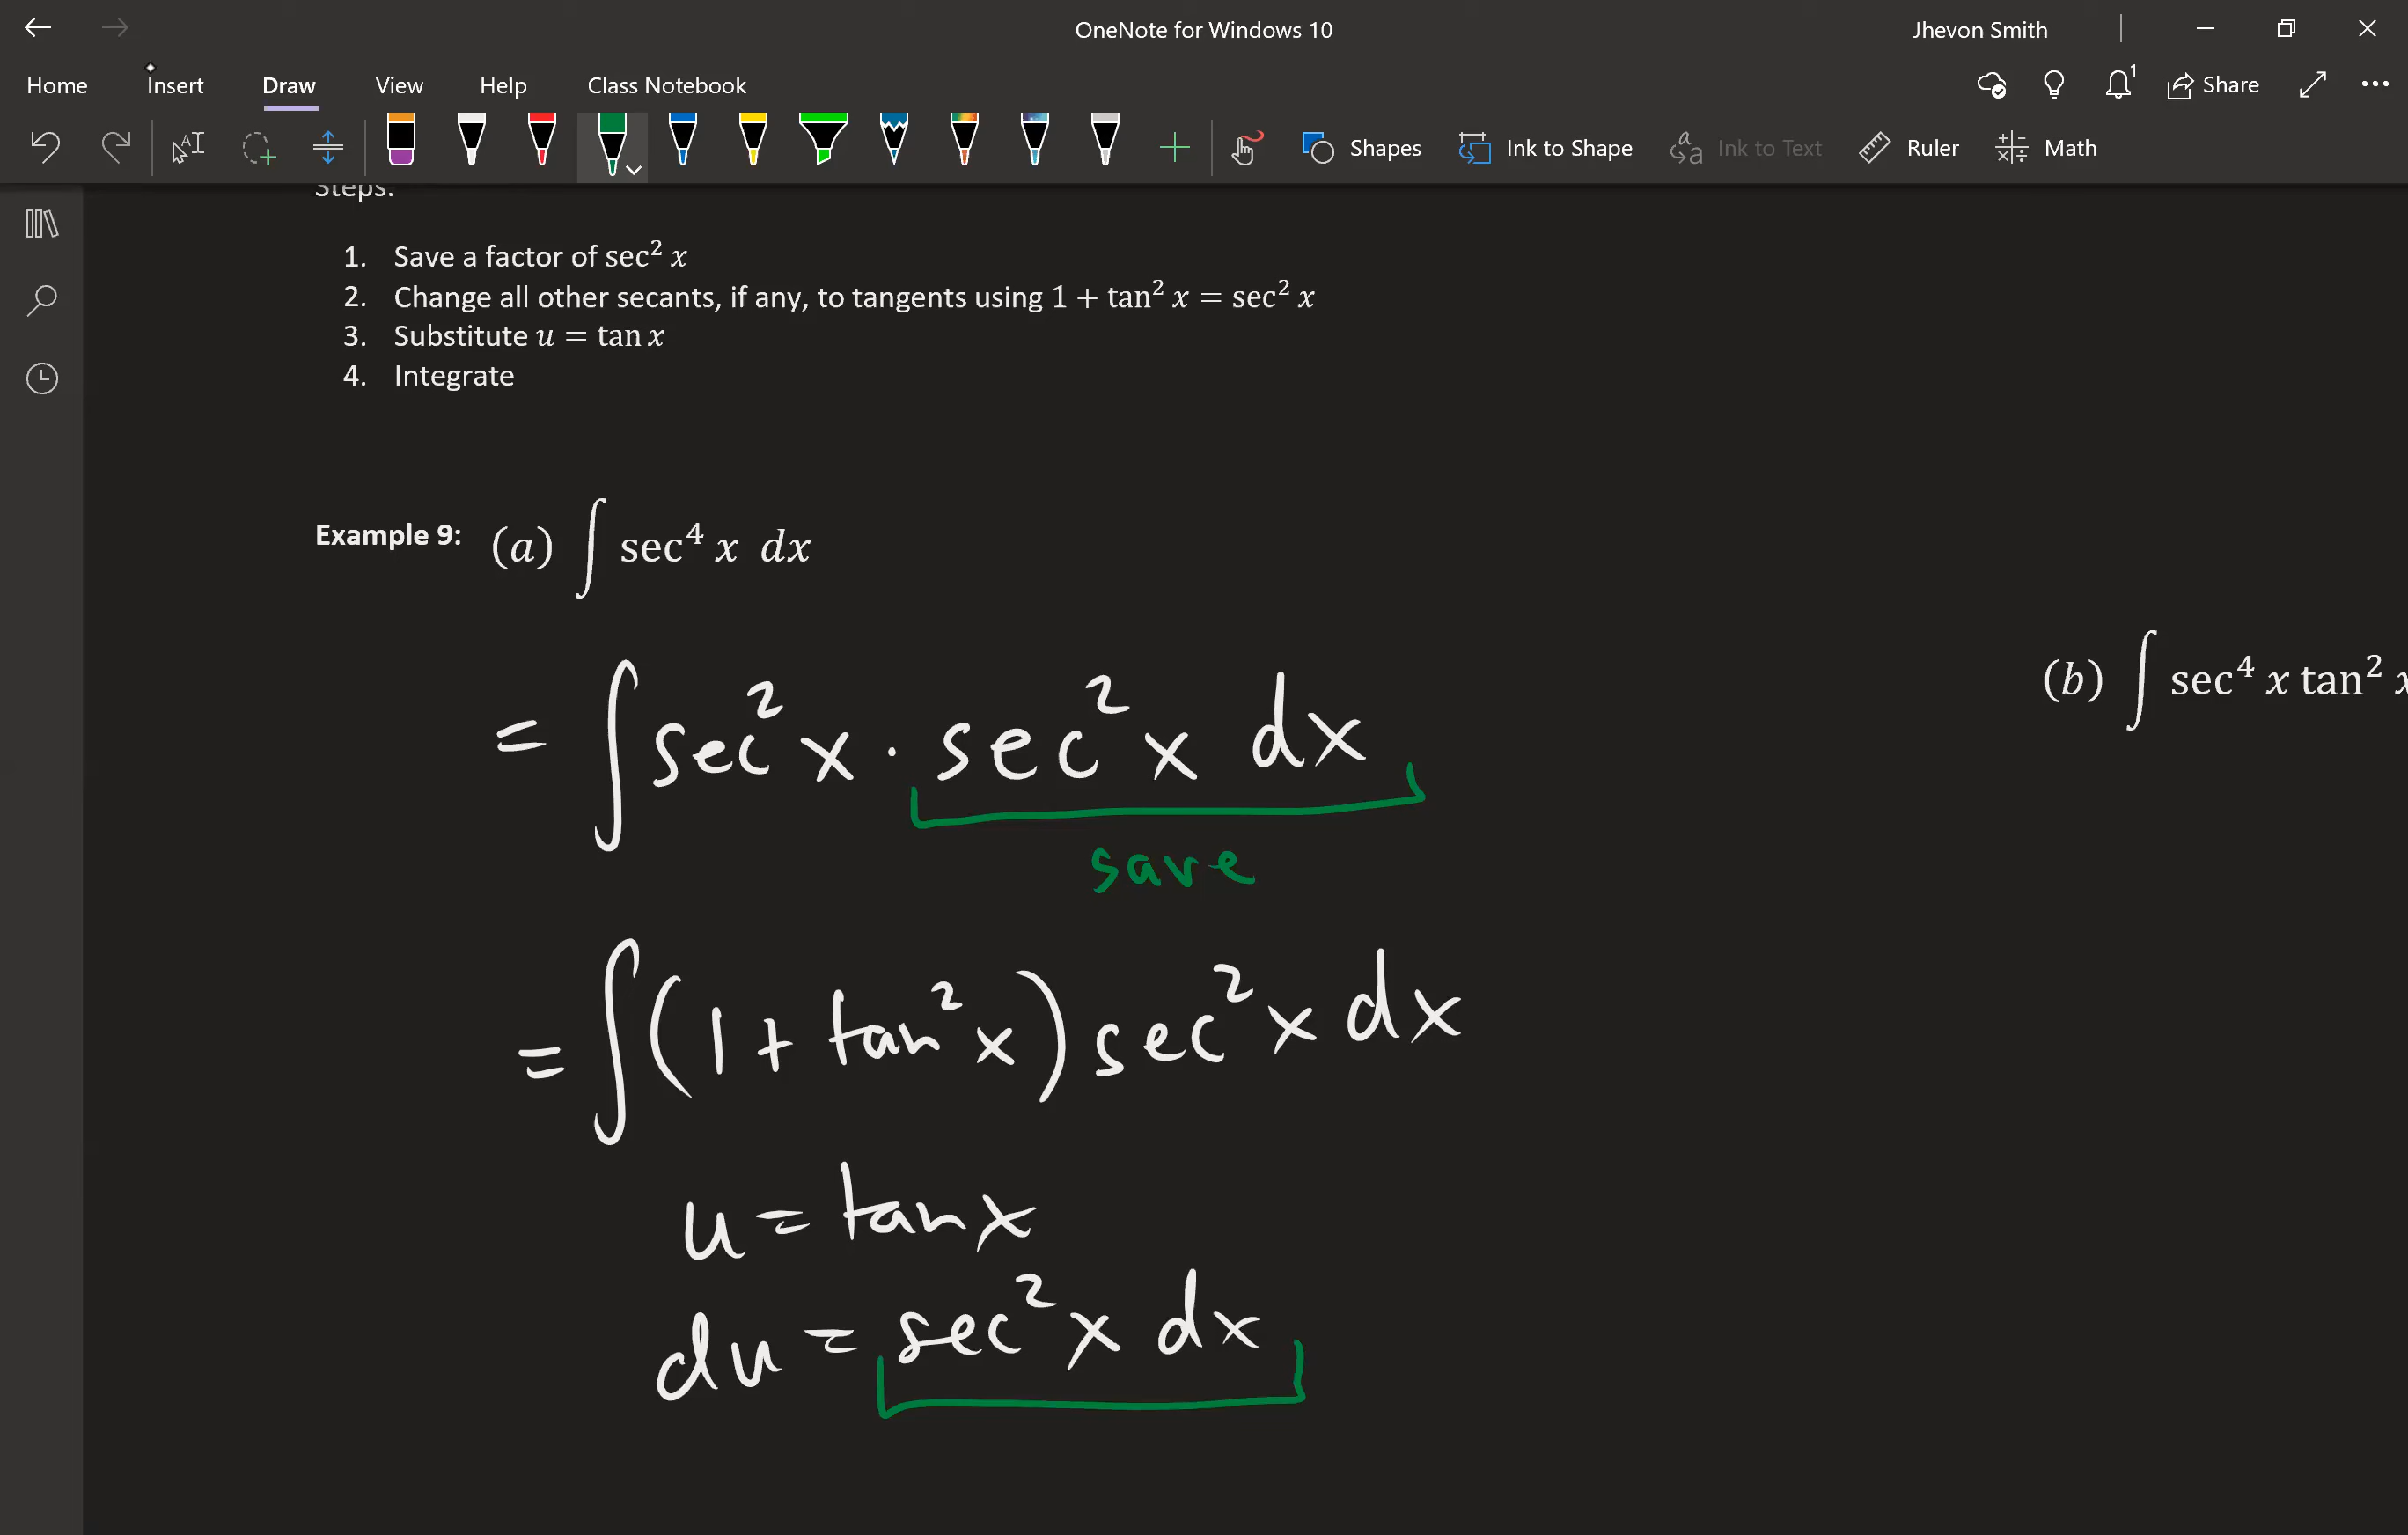 OneNote for Windows 10
Jhevon Smith
Home Insert Draw View Help Class Notebook
1 Share
Shapes Ink to Shape Ink to Text Ruler Math
Steps:
1. Save a factor of sec² x
2. Change all other secants, if any, to tangents using 1 + tan² x = sec² x
3. Substitute u = tan x
4. Integrate
Example 9: (a) ∫ sec⁴ x dx
(b) ∫ sec⁴ x tan² x
= ∫ sec² x · sec² x dx
save
= ∫ (1 + tan² x) sec² x dx
u = tan x
du = sec² x dx